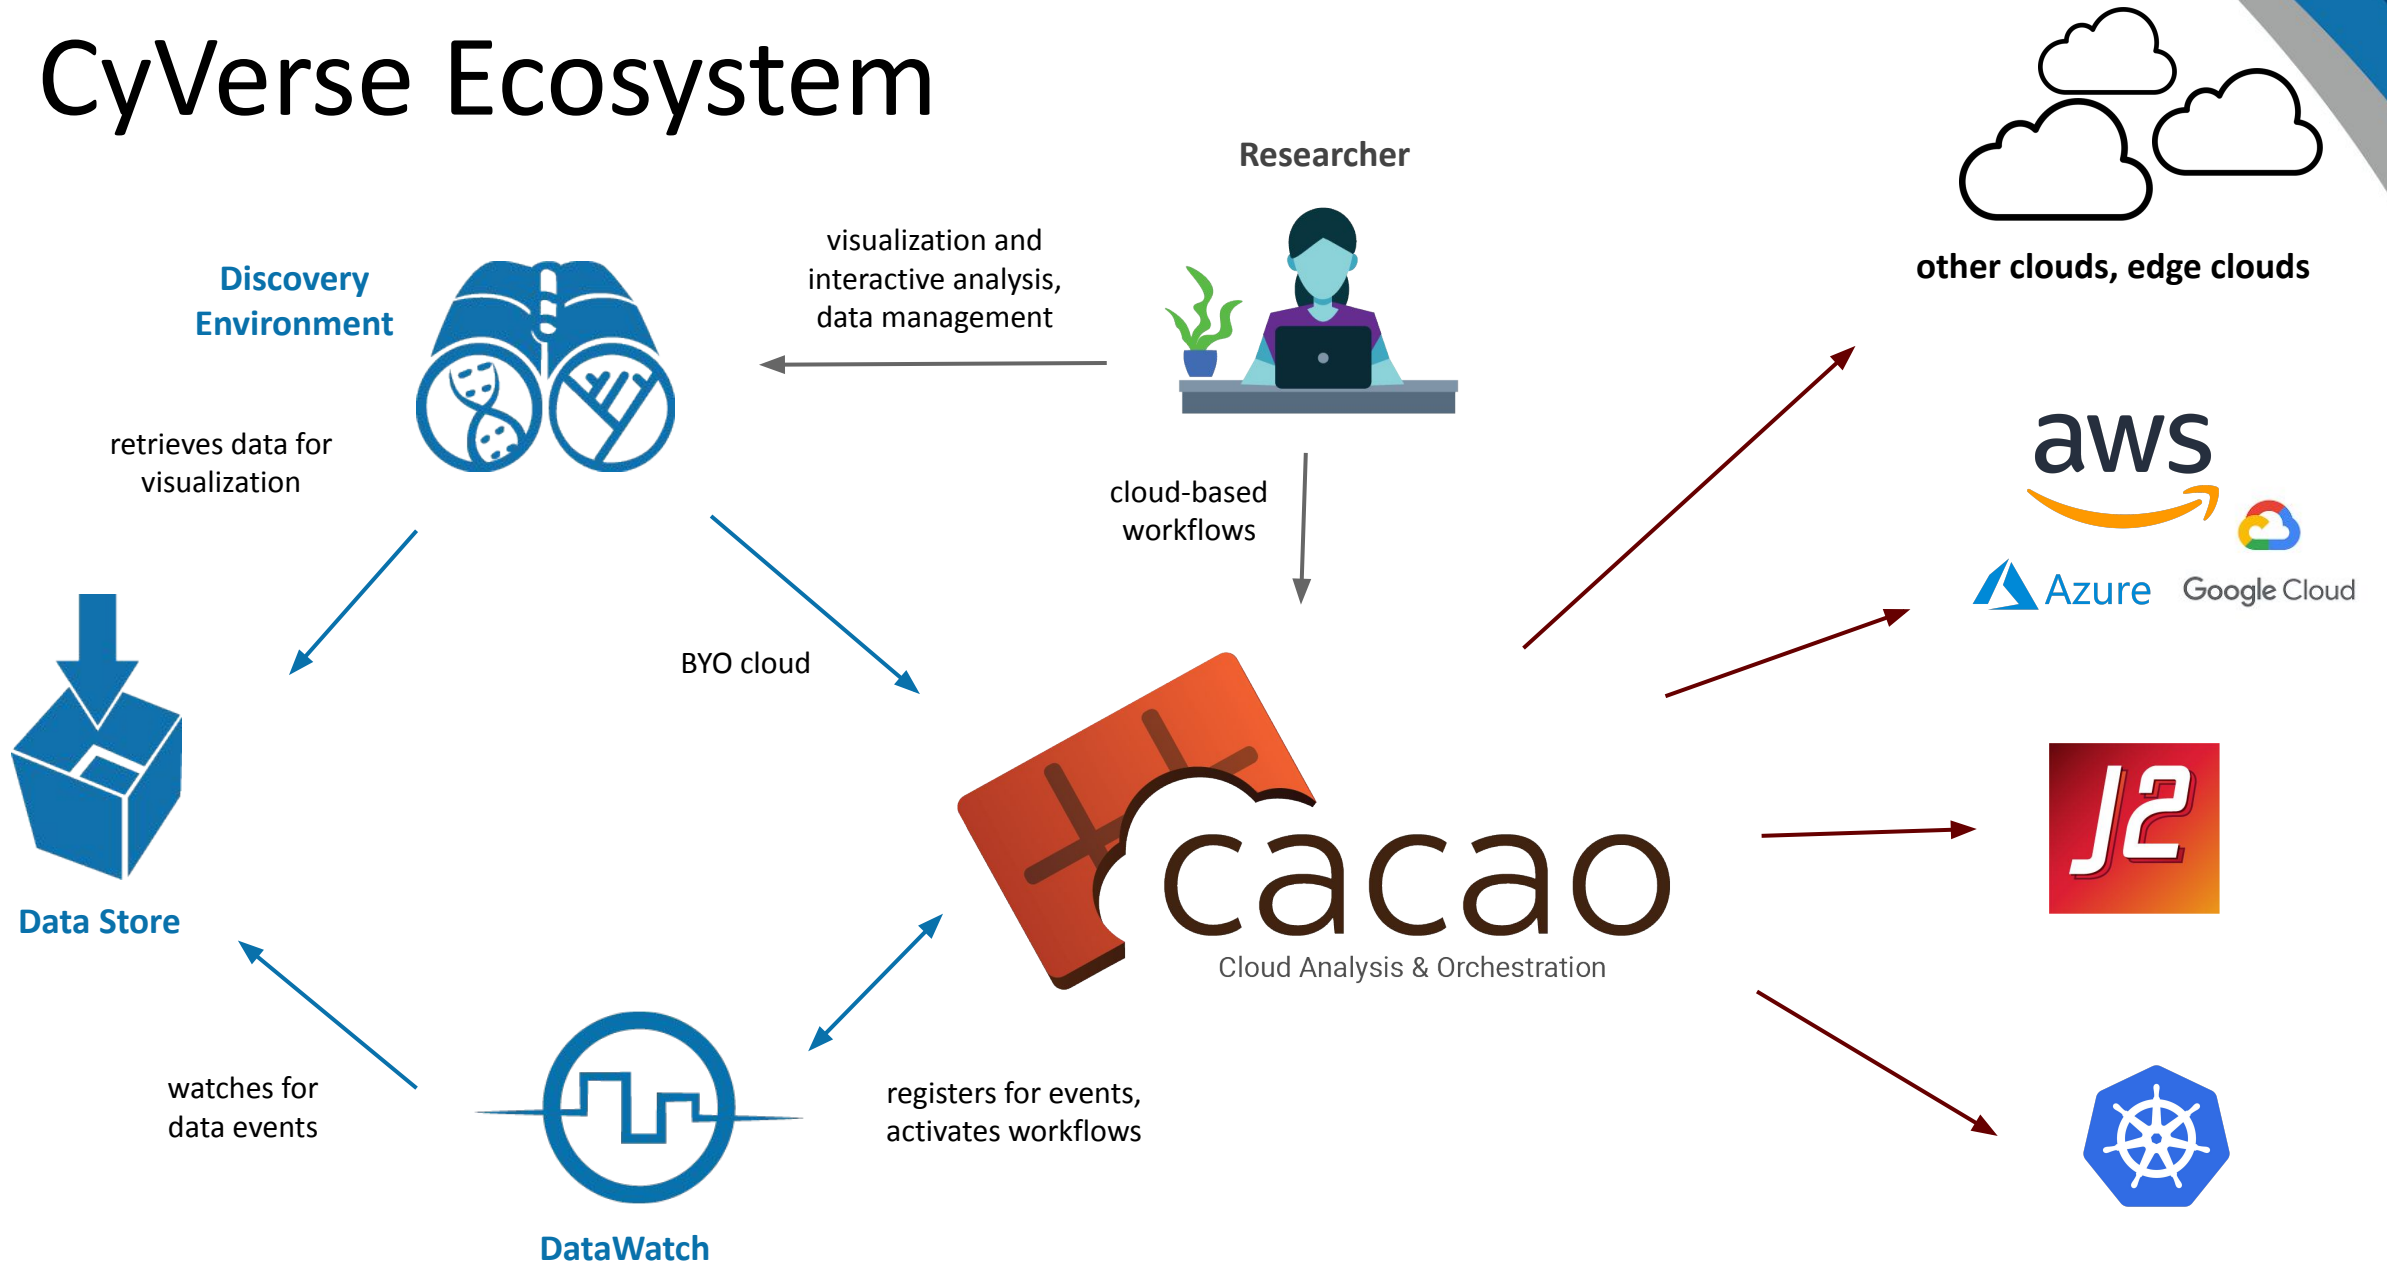 CyVerse Ecosystem
Researcher
visualization and
interactive analysis,
data management
Discovery
Environment
other clouds, edge clouds
retrieves data for
visualization
cloud-based
workflows
aws
Azure
Google Cloud
BYO cloud
J2
cacao
Cloud Analysis & Orchestration
Data Store
watches for
data events
registers for events,
activates workflows
DataWatch